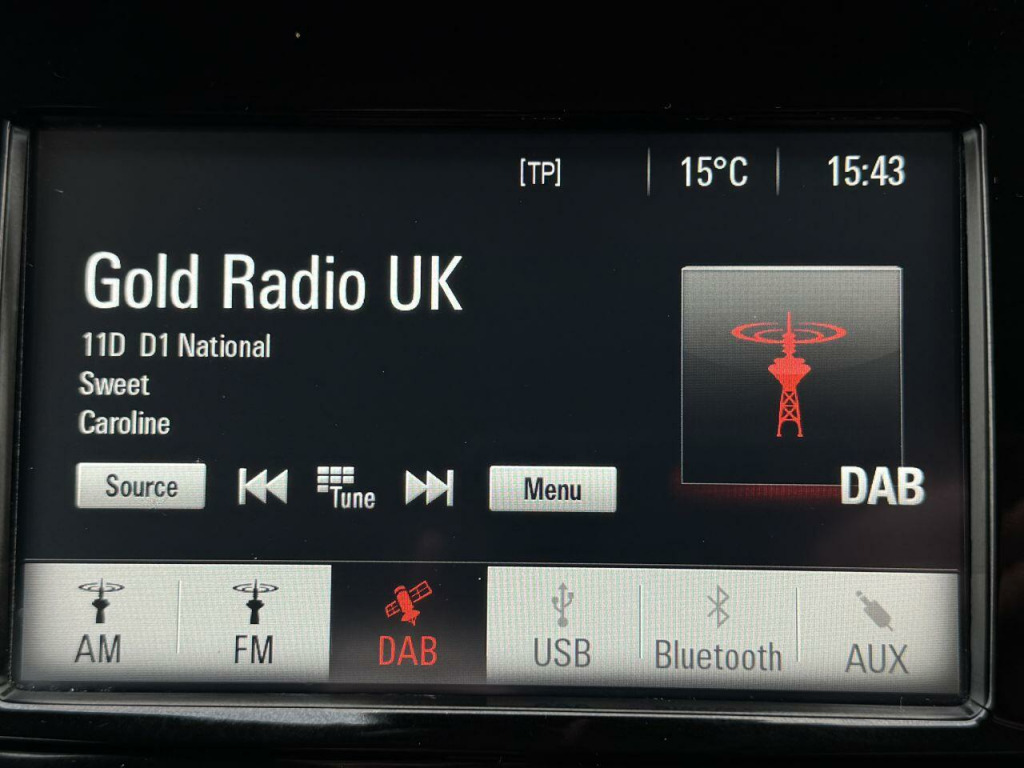 [TP] 15°C 15:43
Gold Radio UK
11D D1 National
Sweet
Caroline
DAB
Source Tune Menu
AM FM DAB USB Bluetooth AUX